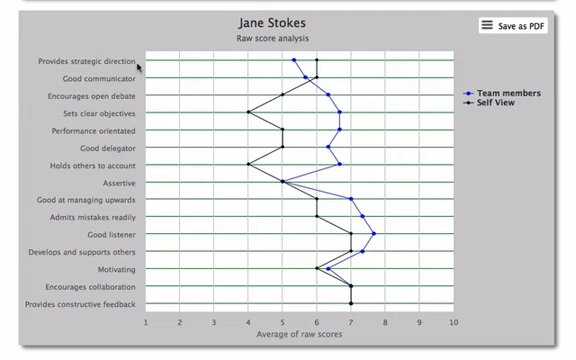 Jane Stokes
Raw score analysis
Save as PDF
Provides strategic direction
Good communicator
Encourages open debate
Sets clear objectives
Performance orientated
Good delegator
Holds others to account
Assertive
Good at managing upwards
Admits mistakes readily
Good listener
Develops and supports others
Motivating
Encourages collaboration
Provides constructive feedback
Team members
Self View
1 2 3 4 5 6 7 8 9 10
Average of raw scores